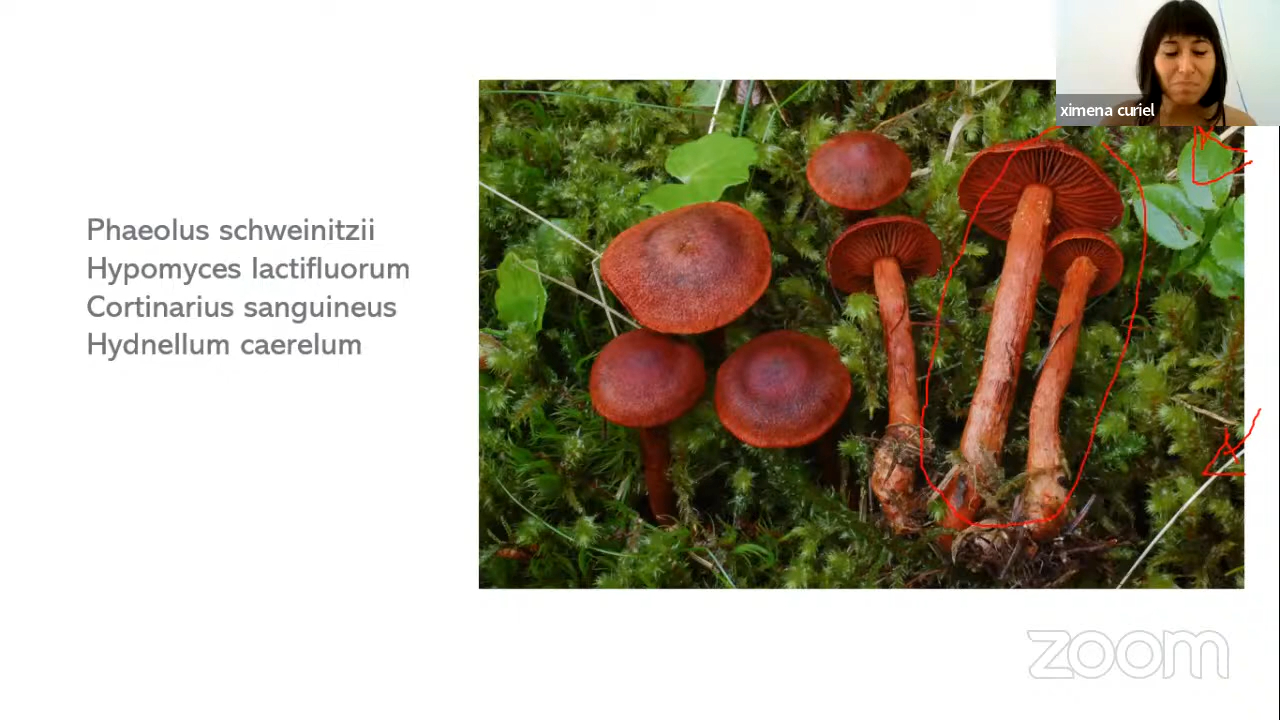 ximena curiel
Phaeolus schweinitzii
Hypomyces lactifluorum
Cortinarius sanguineus
Hydnellum caerelum
zoom